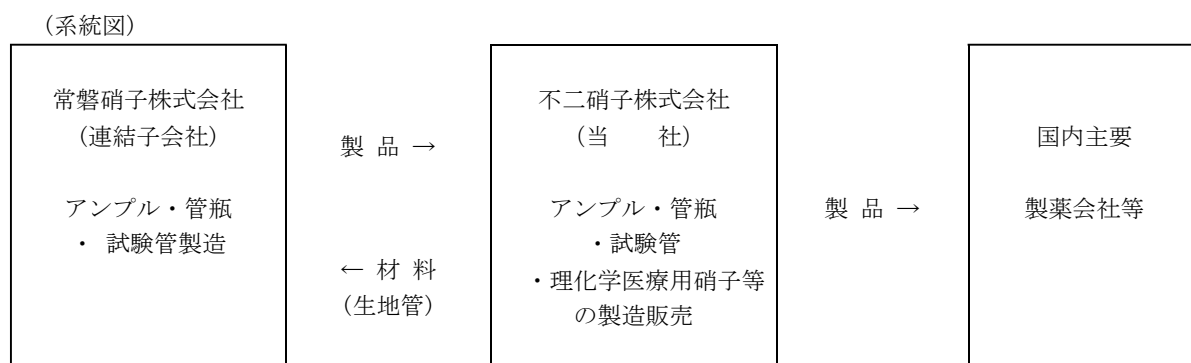 (系統図)
常磐硝子株式会社
(連結子会社)
アンプル・管瓶
・ 試験管製造
製 品 →
← 材 料
(生地管)
不二硝子株式会社
(当　　社)
アンプル・管瓶
・試験管
・理化学医療用硝子等
の製造販売
製 品 →
国内主要
製薬会社等